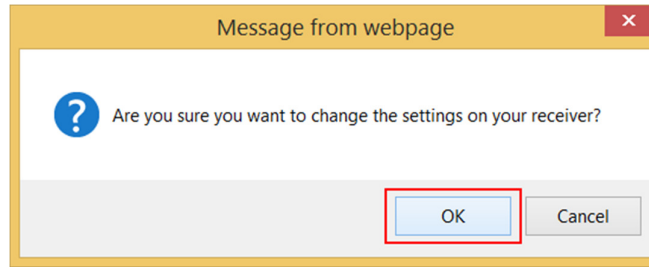 Message from webpage
Are you sure you want to change the settings on your receiver?
OK
Cancel